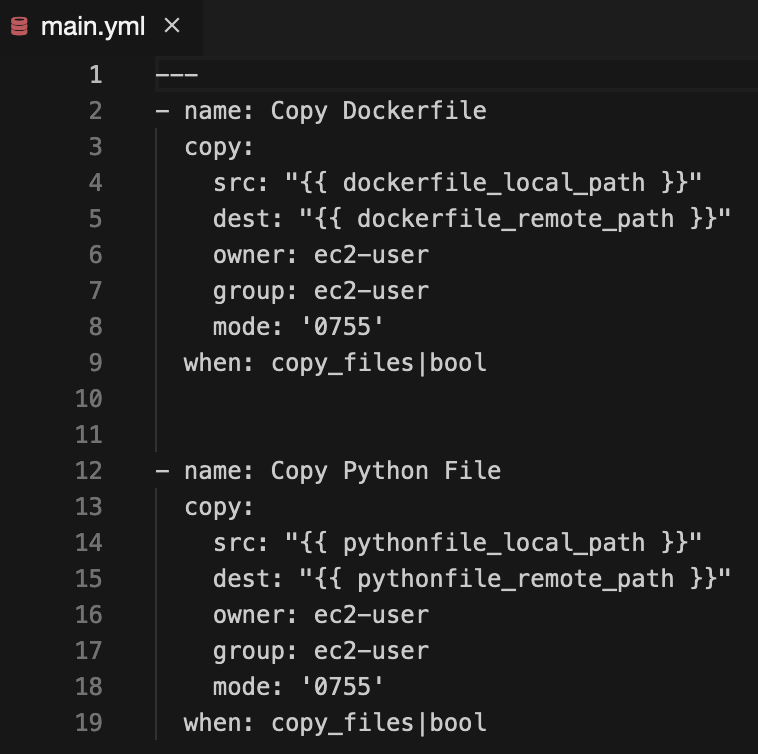 main.yml ×
1 ---
2 - name: Copy Dockerfile
3   copy:
4     src: "{{ dockerfile_local_path }}"
5     dest: "{{ dockerfile_remote_path }}"
6     owner: ec2-user
7     group: ec2-user
8     mode: '0755'
9   when: copy_files|bool
10
11
12 - name: Copy Python File
13   copy:
14     src: "{{ pythonfile_local_path }}"
15     dest: "{{ pythonfile_remote_path }}"
16     owner: ec2-user
17     group: ec2-user
18     mode: '0755'
19   when: copy_files|bool